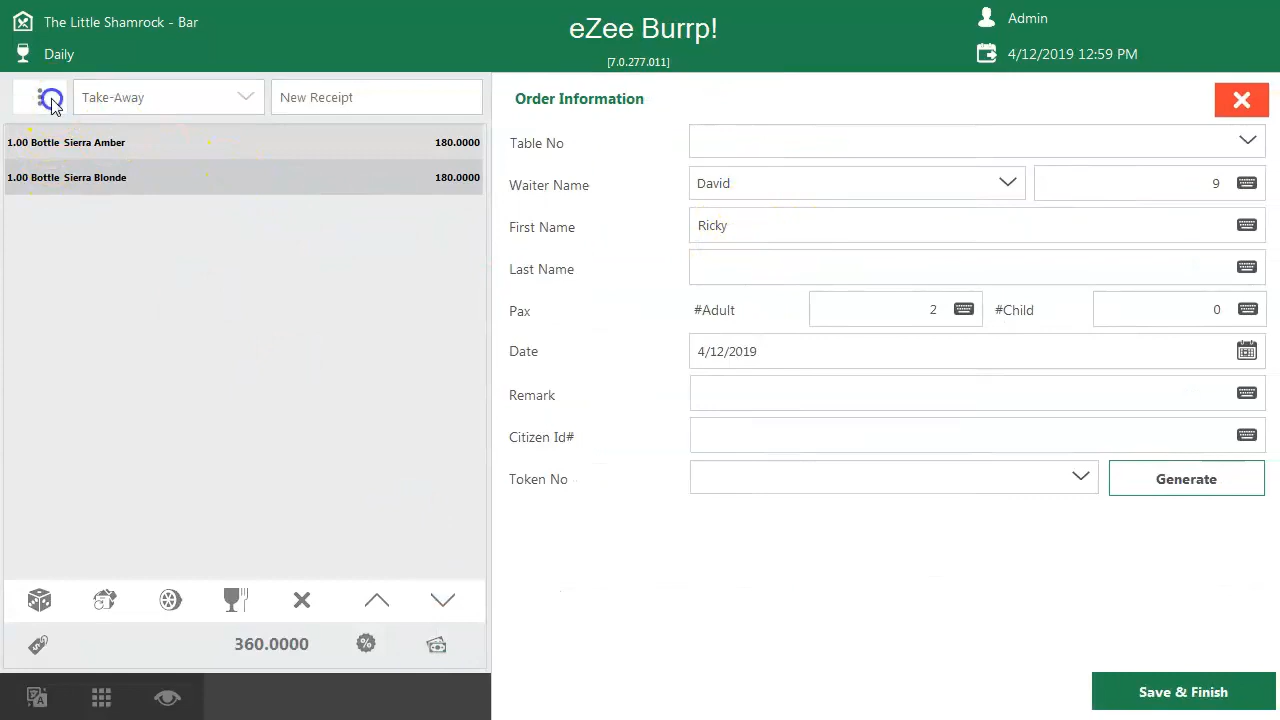 The Little Shamrock - Bar
Daily
eZee Burrp!
[7.0.277.011]
Admin
4/12/2019 12:59 PM
Take-Away
New Receipt
1.00 Bottle Sierra Amber 180.0000
1.00 Bottle Sierra Blonde 180.0000
360.0000
Order Information
Table No
Waiter Name David 9
First Name Ricky
Last Name
Pax #Adult 2 #Child 0
Date 4/12/2019
Remark
Citizen Id#
Token No Generate
Save & Finish